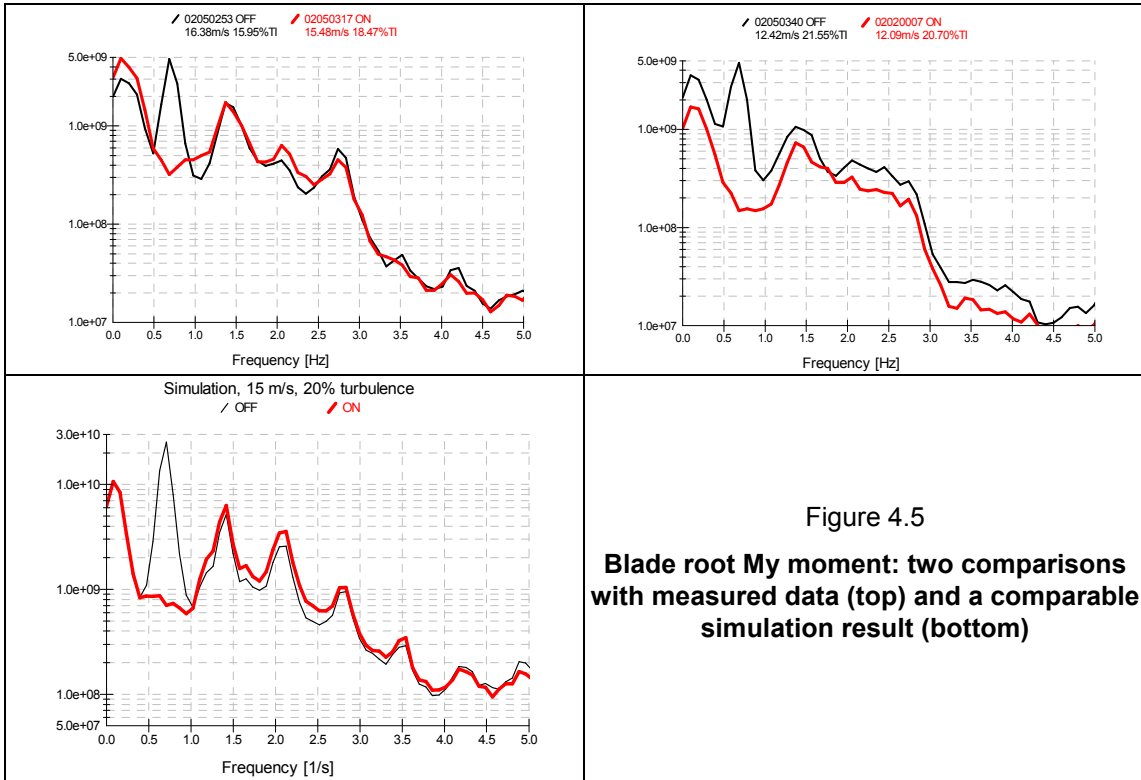 02050253 OFF 02050317 ON
16.38m/s 15.95%TI 15.48m/s 18.47%TI
5.0e+09
1.0e+09
1.0e+08
1.0e+07
0.0 0.5 1.0 1.5 2.0 2.5 3.0 3.5 4.0 4.5 5.0
Frequency [Hz]
02050340 OFF 02020007 ON
12.42m/s 21.55%TI 12.09m/s 20.70%TI
5.0e+09
1.0e+09
1.0e+08
1.0e+07
0.0 0.5 1.0 1.5 2.0 2.5 3.0 3.5 4.0 4.5 5.0
Frequency [Hz]
Simulation, 15 m/s, 20% turbulence
OFF ON
3.0e+10
1.0e+10
1.0e+09
1.0e+08
5.0e+07
0.0 0.5 1.0 1.5 2.0 2.5 3.0 3.5 4.0 4.5 5.0
Frequency [1/s]
Figure 4.5
Blade root My moment: two comparisons
with measured data (top) and a comparable
simulation result (bottom)